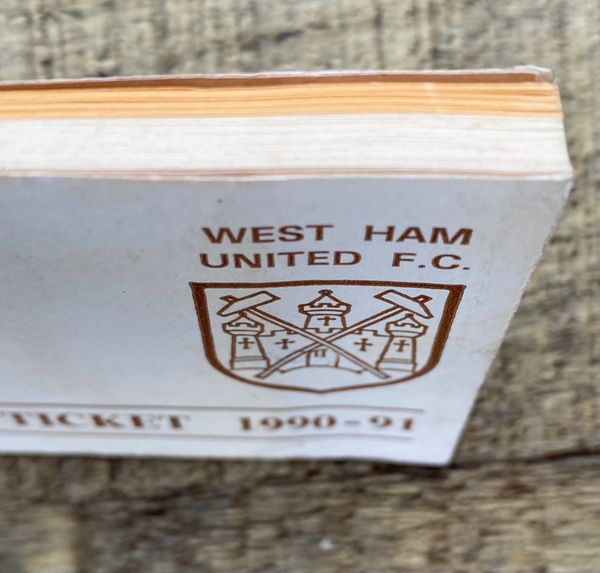 WEST HAM
UNITED F.C.
TICKET 1990-91